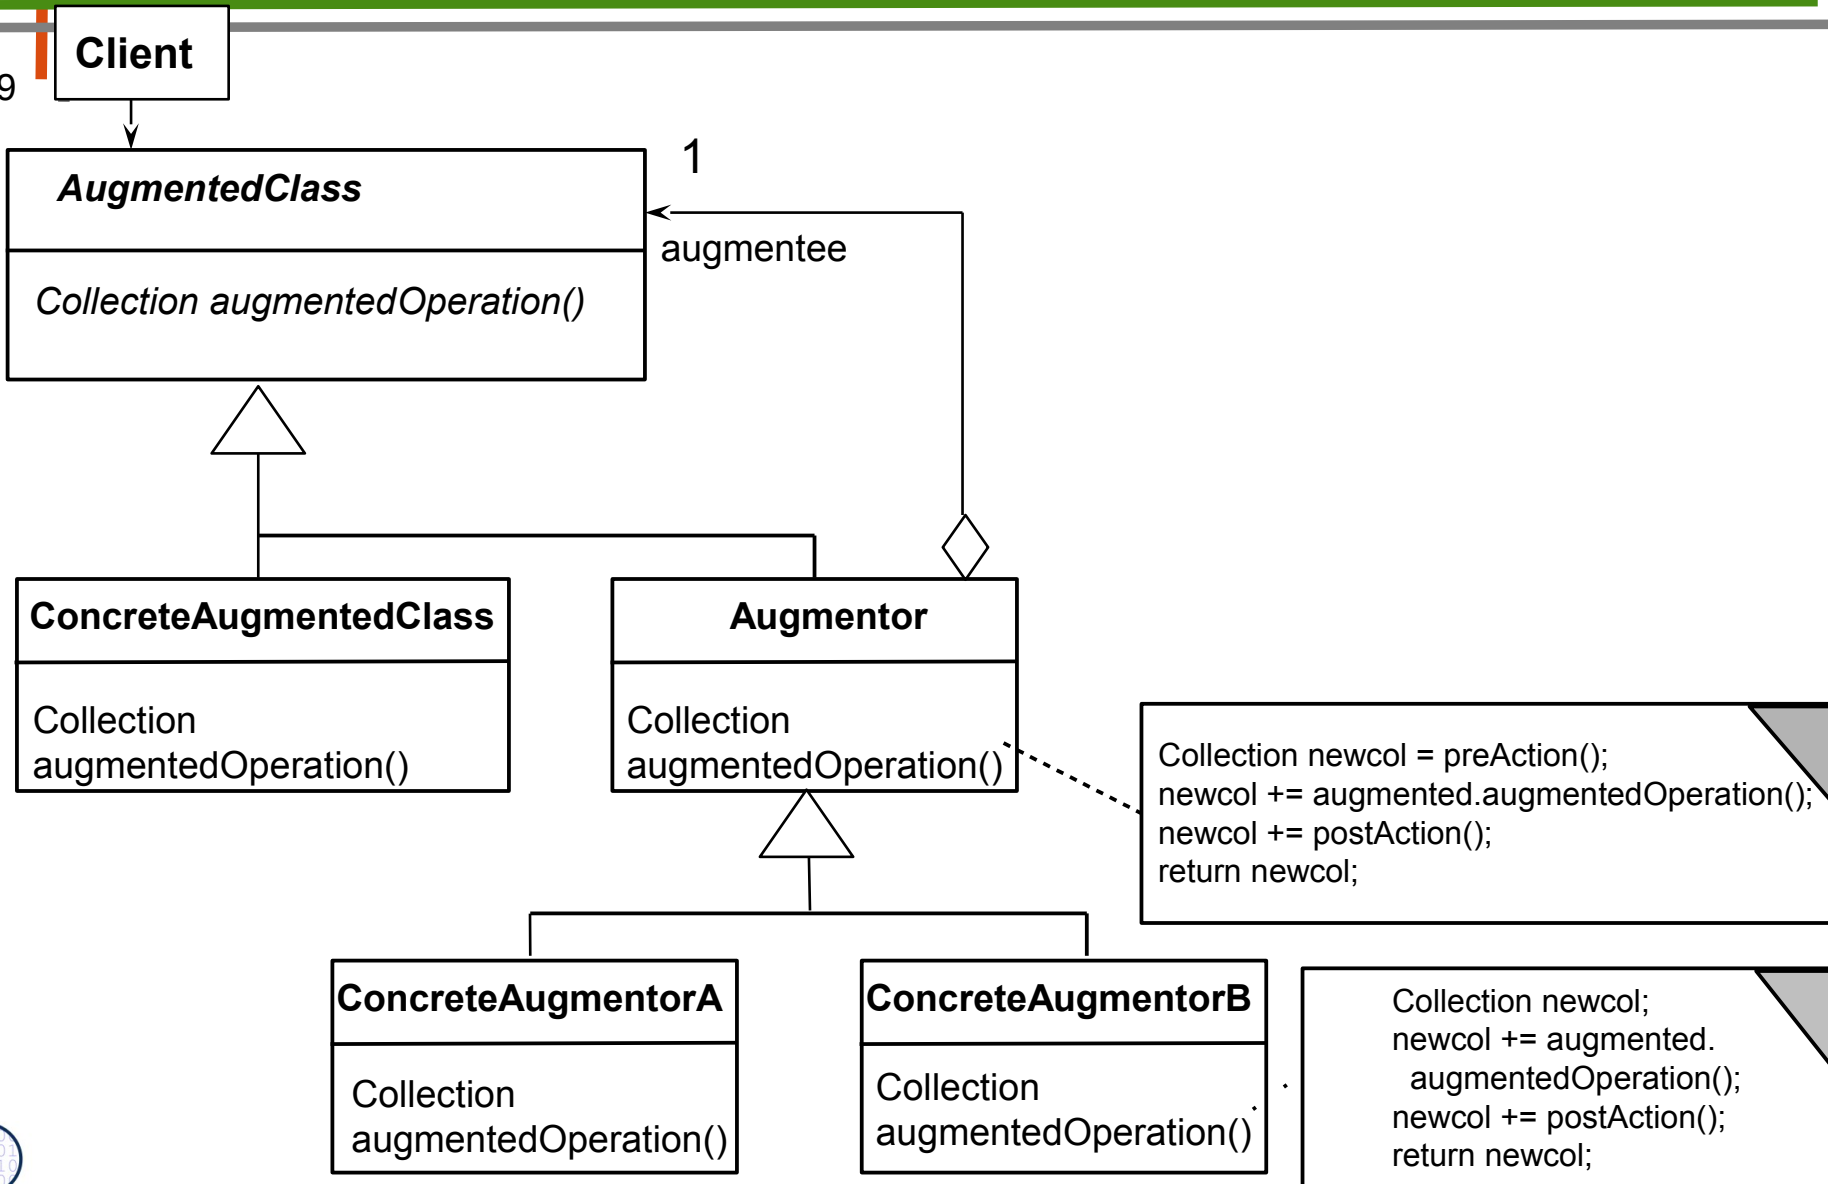 Client
9
1
AugmentedClass
augmentee
Collection augmentedOperation()
ConcreteAugmentedClass
Collection
augmentedOperation()
Augmentor
Collection
augmentedOperation()
Collection newcol = preAction();
newcol += augmented.augmentedOperation();
newcol += postAction();
return newcol;
ConcreteAugmentorA
Collection
augmentedOperation()
ConcreteAugmentorB
Collection
augmentedOperation()
Collection newcol;
newcol += augmented.
augmentedOperation();
newcol += postAction();
return newcol;